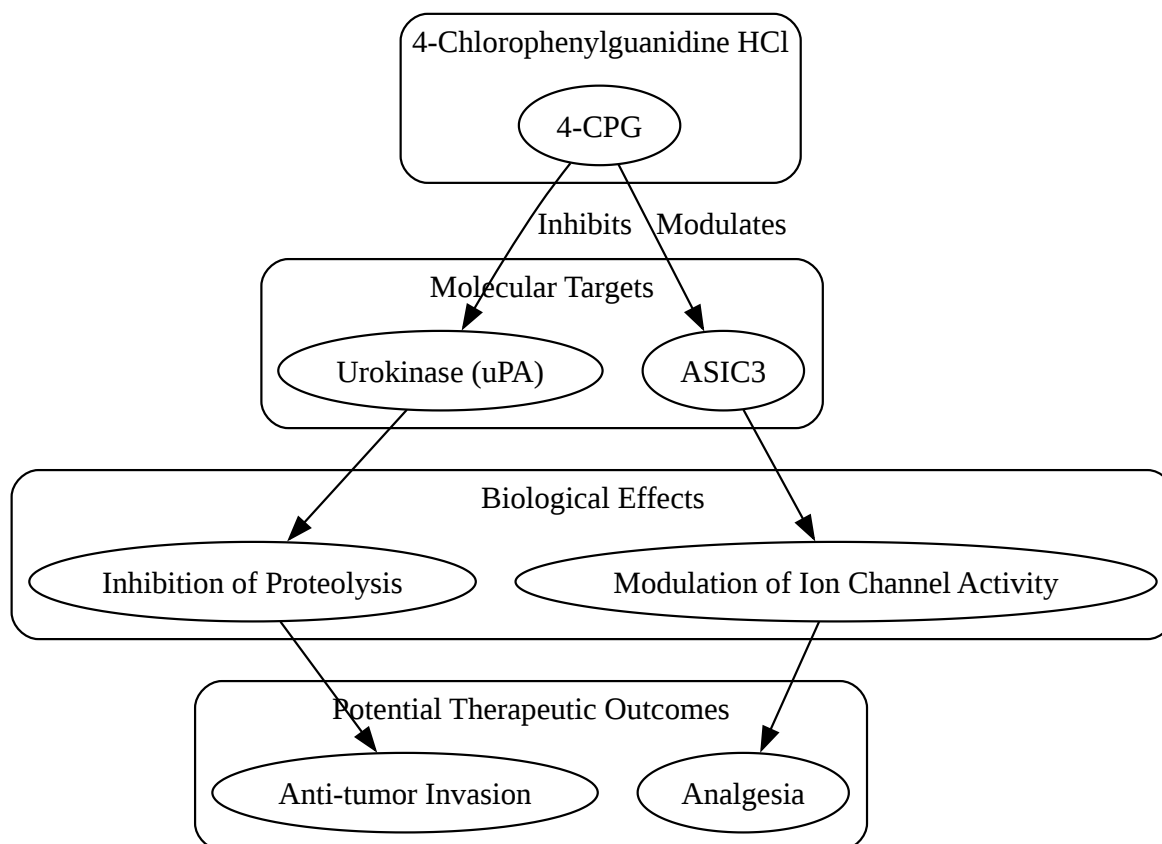 4-Chlorophenylguanidine HCl
4-CPG
Inhibits
Modulates
Molecular Targets
Urokinase (uPA)
ASIC3
Biological Effects
Inhibition of Proteolysis
Modulation of Ion Channel Activity
Potential Therapeutic Outcomes
Anti-tumor Invasion
Analgesia